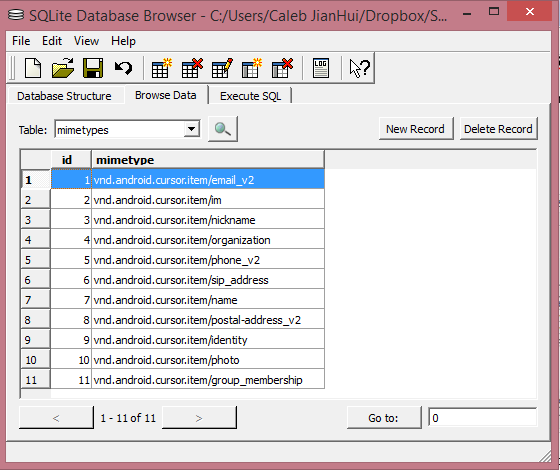 SQLite Database Browser - C:/Users/Caleb JianHui/Dropbox/S...
File Edit View Help
LOG
Database Structure Browse Data Execute SQL
Table: mimetypes New Record Delete Record
id mimetype
1 1 vnd.android.cursor.item/email_v2
2 2 vnd.android.cursor.item/im
3 3 vnd.android.cursor.item/nickname
4 4 vnd.android.cursor.item/organization
5 5 vnd.android.cursor.item/phone_v2
6 6 vnd.android.cursor.item/sip_address
7 7 vnd.android.cursor.item/name
8 8 vnd.android.cursor.item/postal-address_v2
9 9 vnd.android.cursor.item/identity
10 10 vnd.android.cursor.item/photo
11 11 vnd.android.cursor.item/group_membership
< 1 - 11 of 11 > Go to: 0